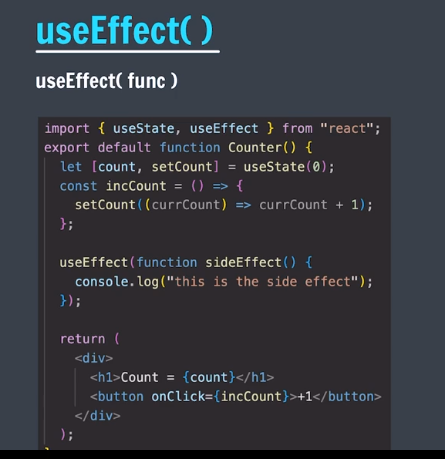 useEffect( )
useEffect( func )
import { useState, useEffect } from "react";
export default function Counter() {
let [count, setCount] = useState(0);
const incCount = () => {
setCount((currCount) => currCount + 1);
};
useEffect(function sideEffect() {
console.log("this is the side effect");
});
return (
<div>
<h1>Count = {count}</h1>
<button onClick={incCount}>+1</button>
</div>
);